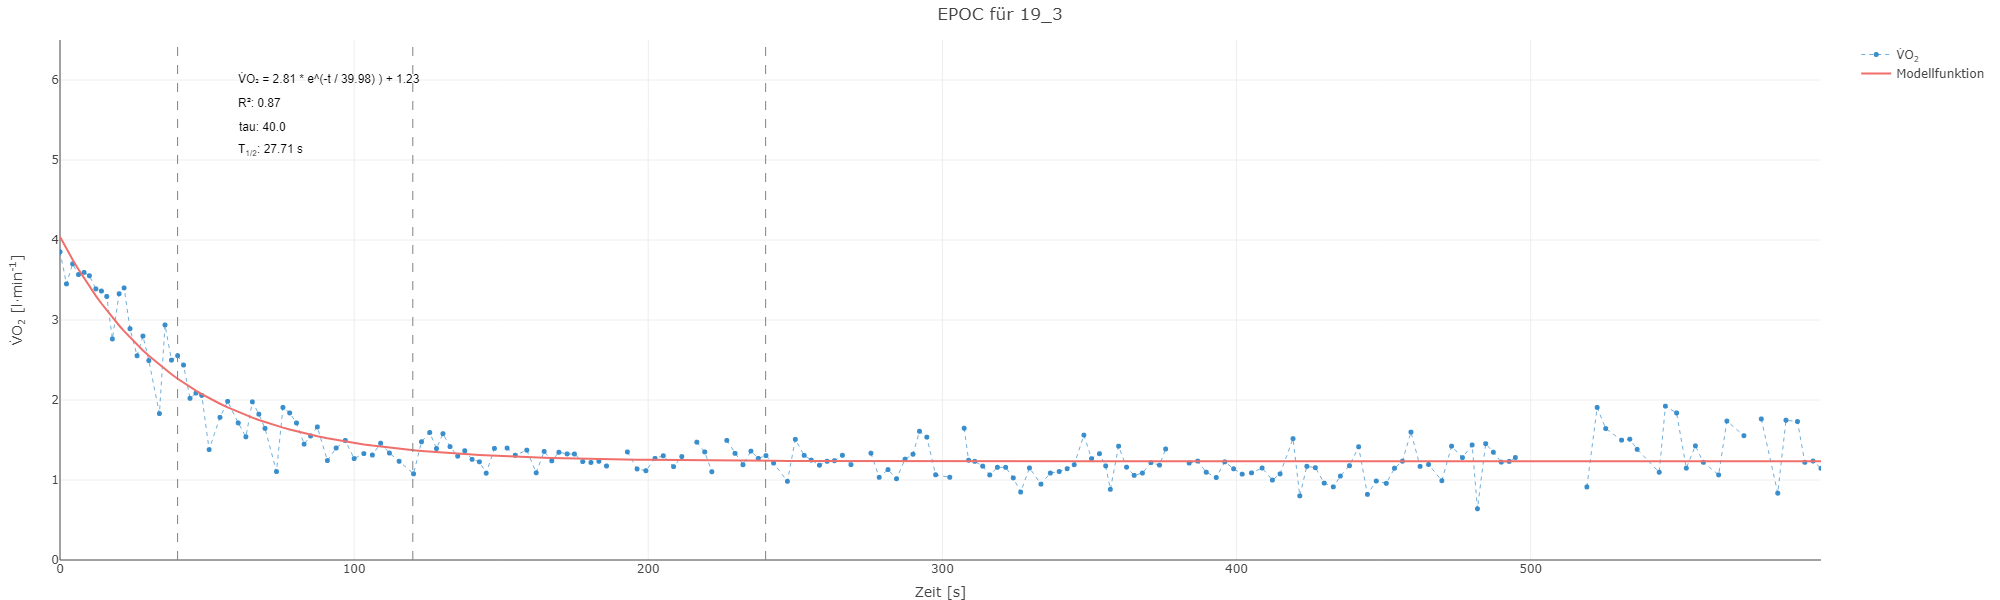 EPOC für 19_3
V̇O₂ = 2.81 * e^(-t / 39.98) ) + 1.23
R²: 0.87
tau: 40.0
T1/2: 27.71 s
V̇O₂
Modellfunktion
V̇O₂ [l·min⁻¹]
6
5
4
3
2
1
0
0 100 200 300 400 500
Zeit [s]